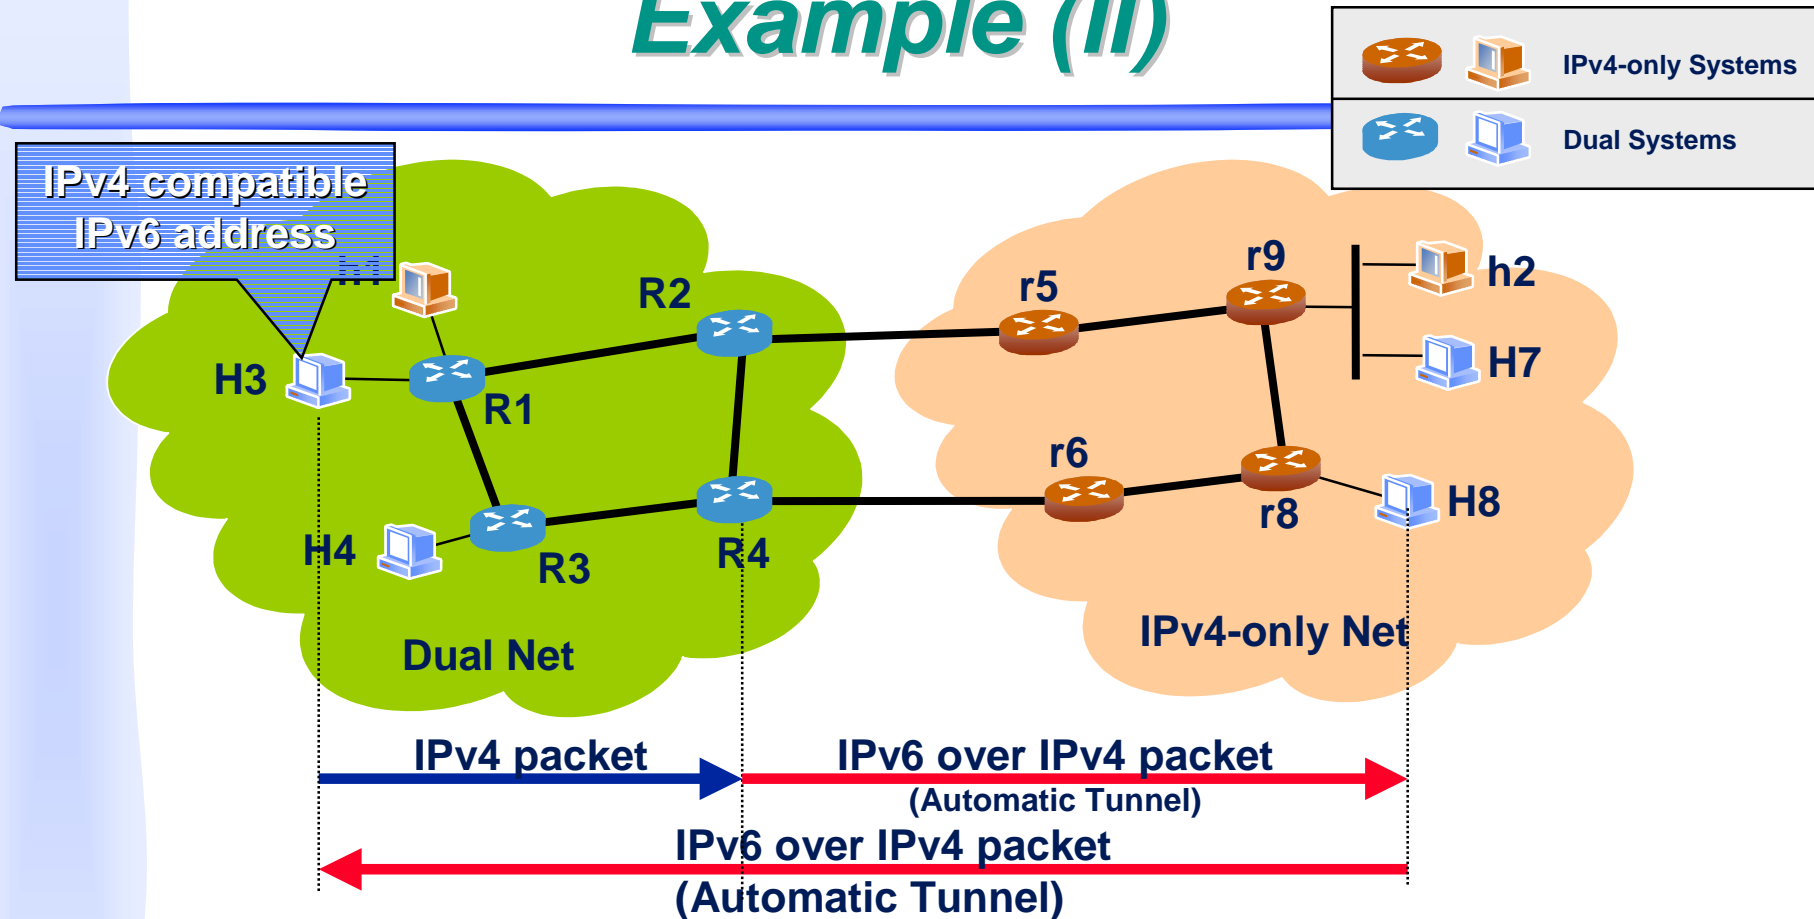 Example (II)
IPv4-only Systems
Dual Systems
IPv4 compatible
IPv6 address
h1
R2
r5
r9
h2
H3
R1
H7
r6
H4
R3
R4
r8
H8
Dual Net
IPv4-only Net
IPv4 packet
IPv6 over IPv4 packet
(Automatic Tunnel)
IPv6 over IPv4 packet
(Automatic Tunnel)